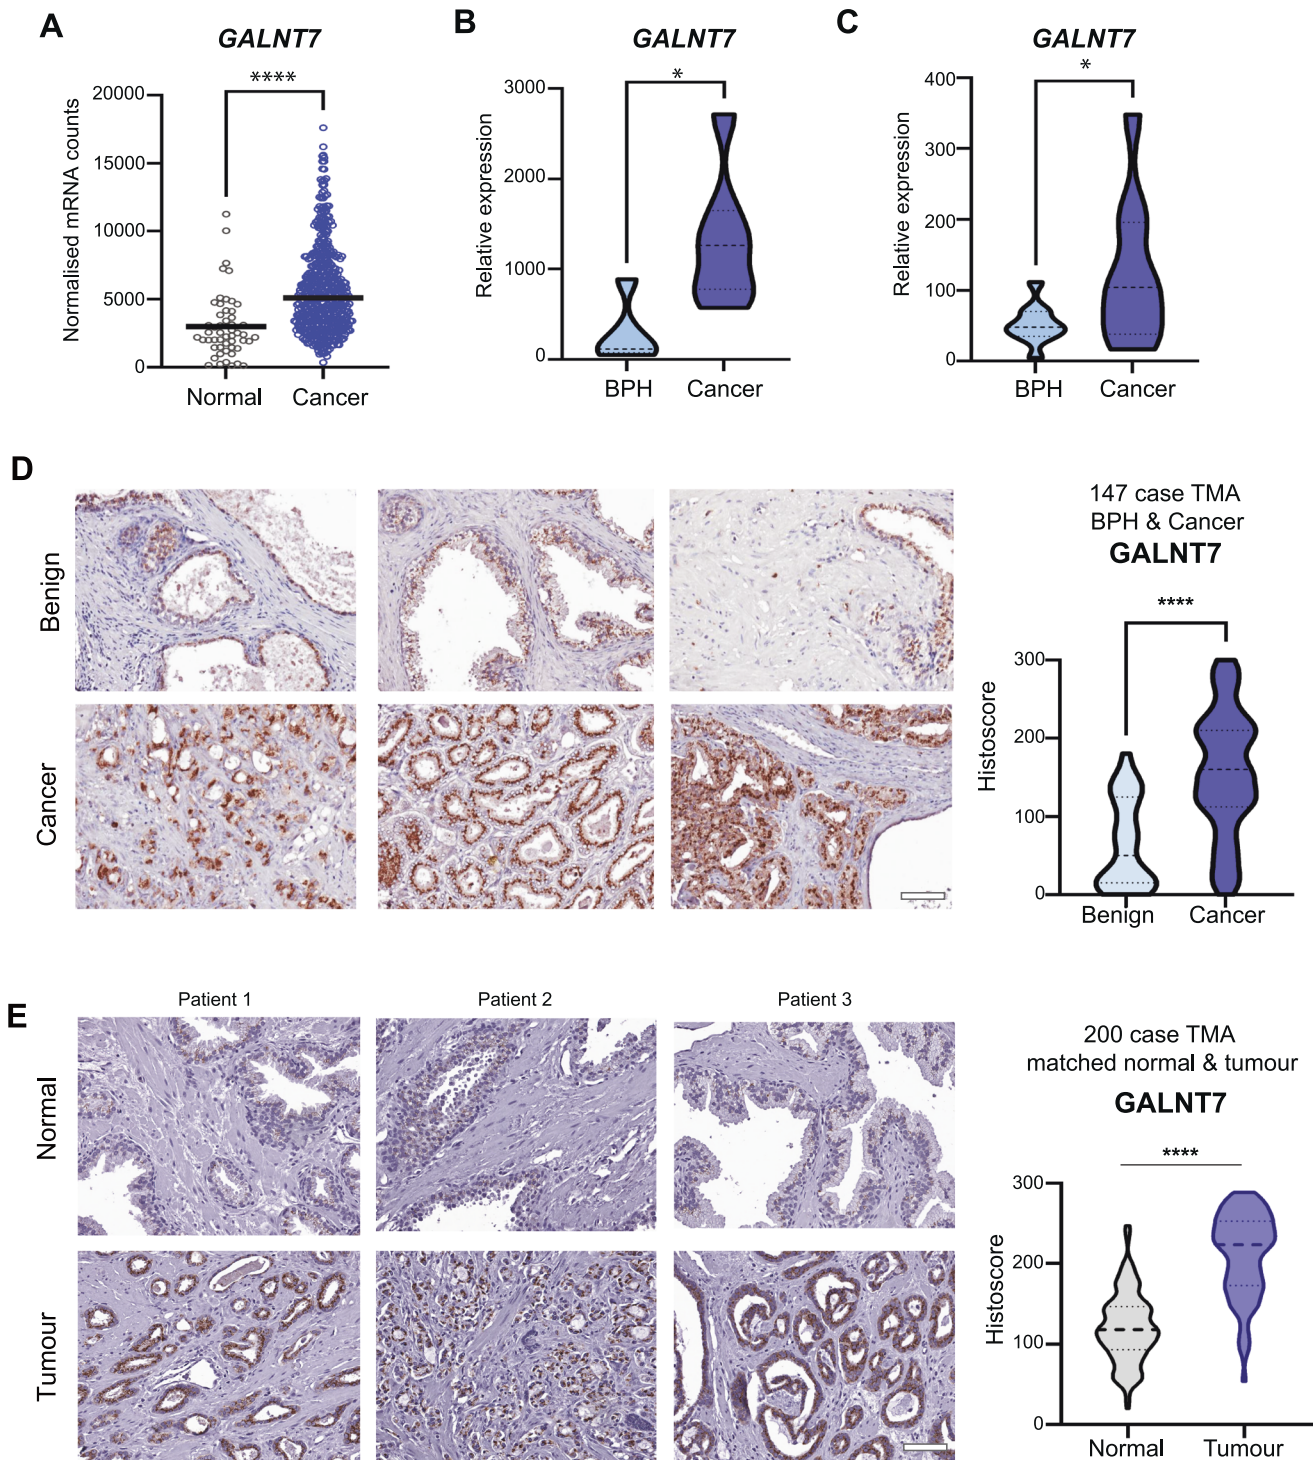 A
GALNT7
****
Normalised mRNA counts
20000
15000
10000
5000
0
Normal
Cancer
B
GALNT7
*
Relative expression
3000
2000
1000
0
BPH
Cancer
C
GALNT7
*
Relative expression
400
300
200
100
0
BPH
Cancer
D
Benign
Cancer
147 case TMA
BPH & Cancer
GALNT7
****
Histoscore
300
200
100
0
Benign
Cancer
E
Patient 1
Patient 2
Patient 3
Normal
Tumour
200 case TMA
matched normal & tumour
GALNT7
****
Histoscore
300
200
100
0
Normal
Tumour